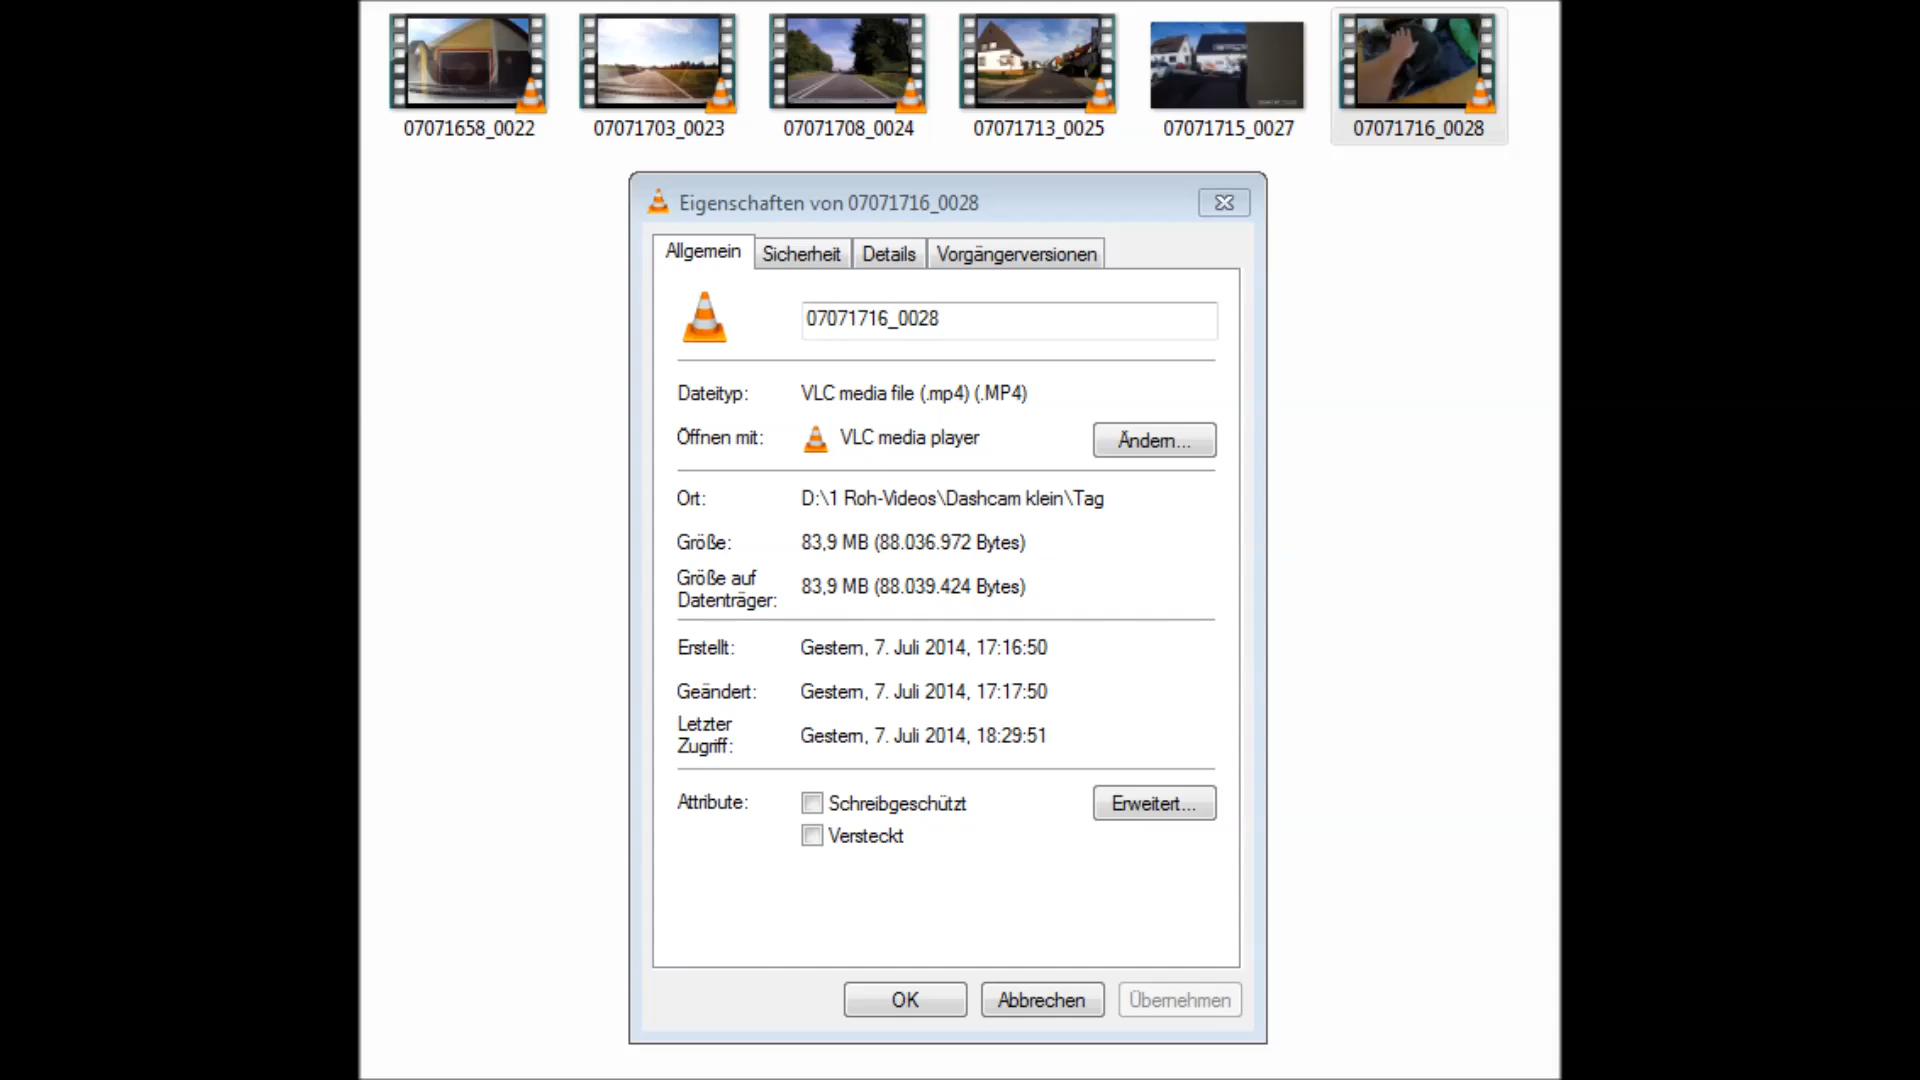 07071658_0022 07071703_0023 07071708_0024 07071713_0025 07071715_0027 07071716_0028
Eigenschaften von 07071716_0028
Allgemein Sicherheit Details Vorgängerversionen
07071716_0028
Dateityp: VLC media file (.mp4) (.MP4)
Öffnen mit: VLC media player Ändern...
Ort: D:\1 Roh-Videos\Dashcam klein\Tag
Größe: 83,9 MB (88.036.972 Bytes)
Größe auf
Datenträger: 83,9 MB (88.039.424 Bytes)
Erstellt: Gestern, 7. Juli 2014, 17:16:50
Geändert: Gestern, 7. Juli 2014, 17:17:50
Letzter
Zugriff: Gestern, 7. Juli 2014, 18:29:51
Attribute: Schreibgeschützt Erweitert...
Versteckt
OK Abbrechen Übernehmen